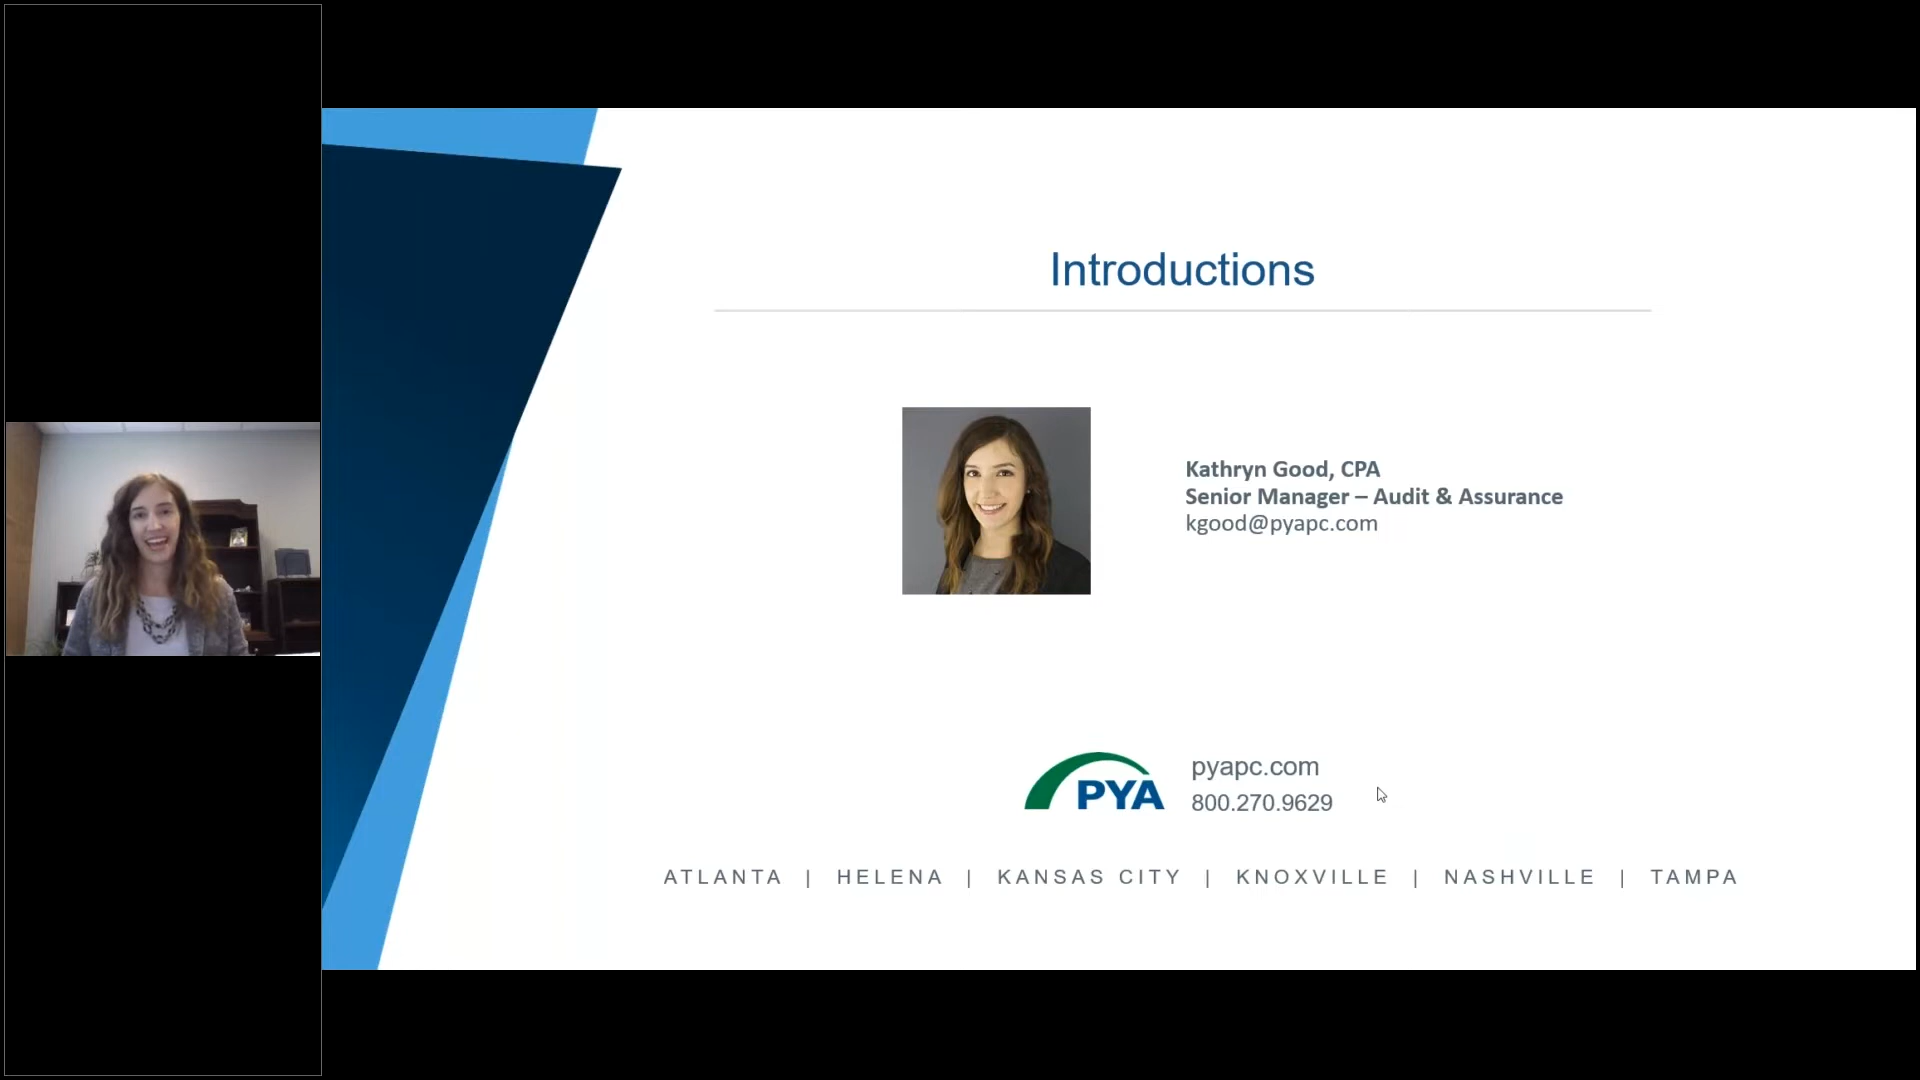 Introductions
Kathryn Good, CPA
Senior Manager – Audit & Assurance
kgood@pyapc.com
PYA
pyapc.com
800.270.9629
ATLANTA | HELENA | KANSAS CITY | KNOXVILLE | NASHVILLE | TAMPA